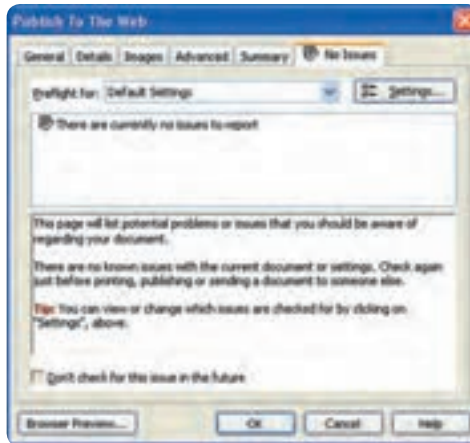 Publish To The Web
General Details Images Advanced Summary No Issues
Preflight for: Default Settings Settings...
There are currently no issues to report
This page will list potential problems or issues that you should be aware of
regarding your document.
There are no known issues with the current document or settings. Check again
just before printing, publishing or sending a document to someone else.
Tip: You can view or change which issues are checked for by clicking on
"Settings", above.
Don't check for this issue in the future
Browser Preview... OK Cancel Help